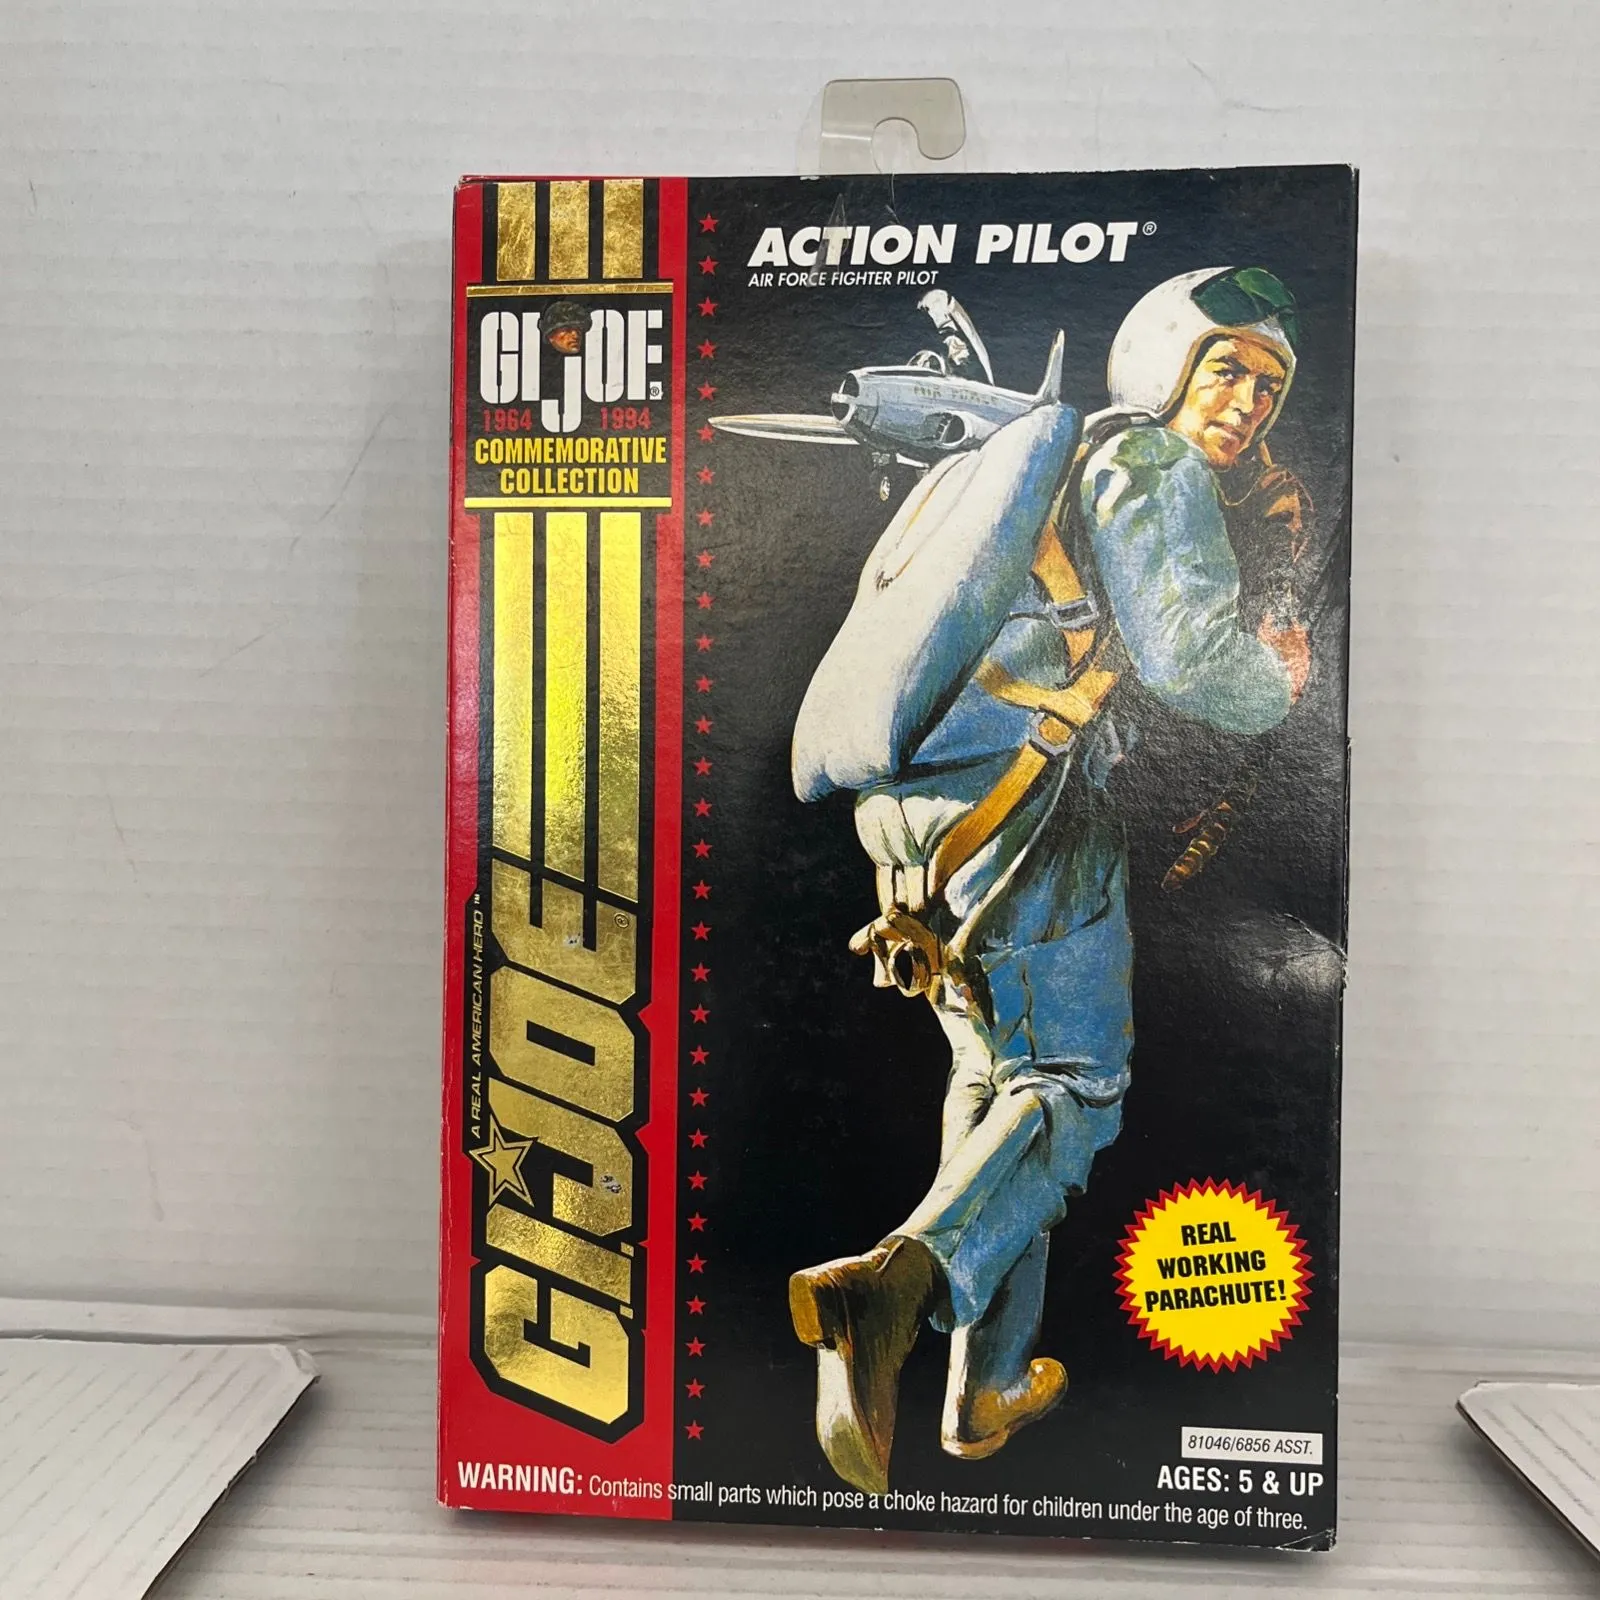 ACTION PILOT®
AIR FORCE FIGHTER PILOT
GI JOE®
1964 1994
COMMEMORATIVE
COLLECTION
AIR FORCE
A REAL AMERICAN HERO™
G.I. JOE®
REAL
WORKING
PARACHUTE!
81046/6856 ASST.
AGES: 5 & UP
WARNING: Contains small parts which pose a choke hazard for children under the age of three.